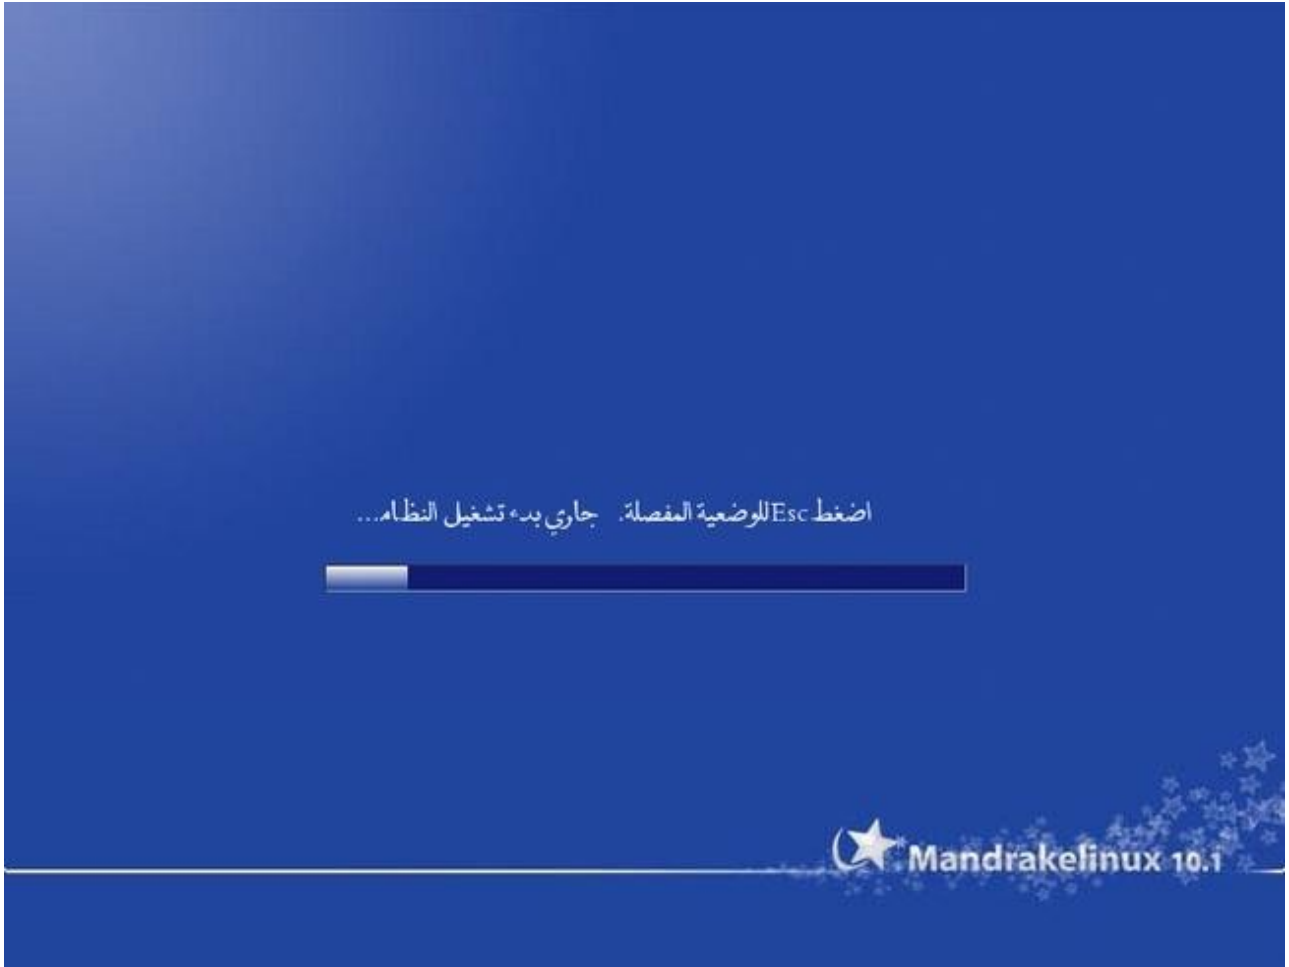 اضغط Esc للوضعية المفصلة. جاري بدء تشغيل النظام...
Mandrakelinux 10.1